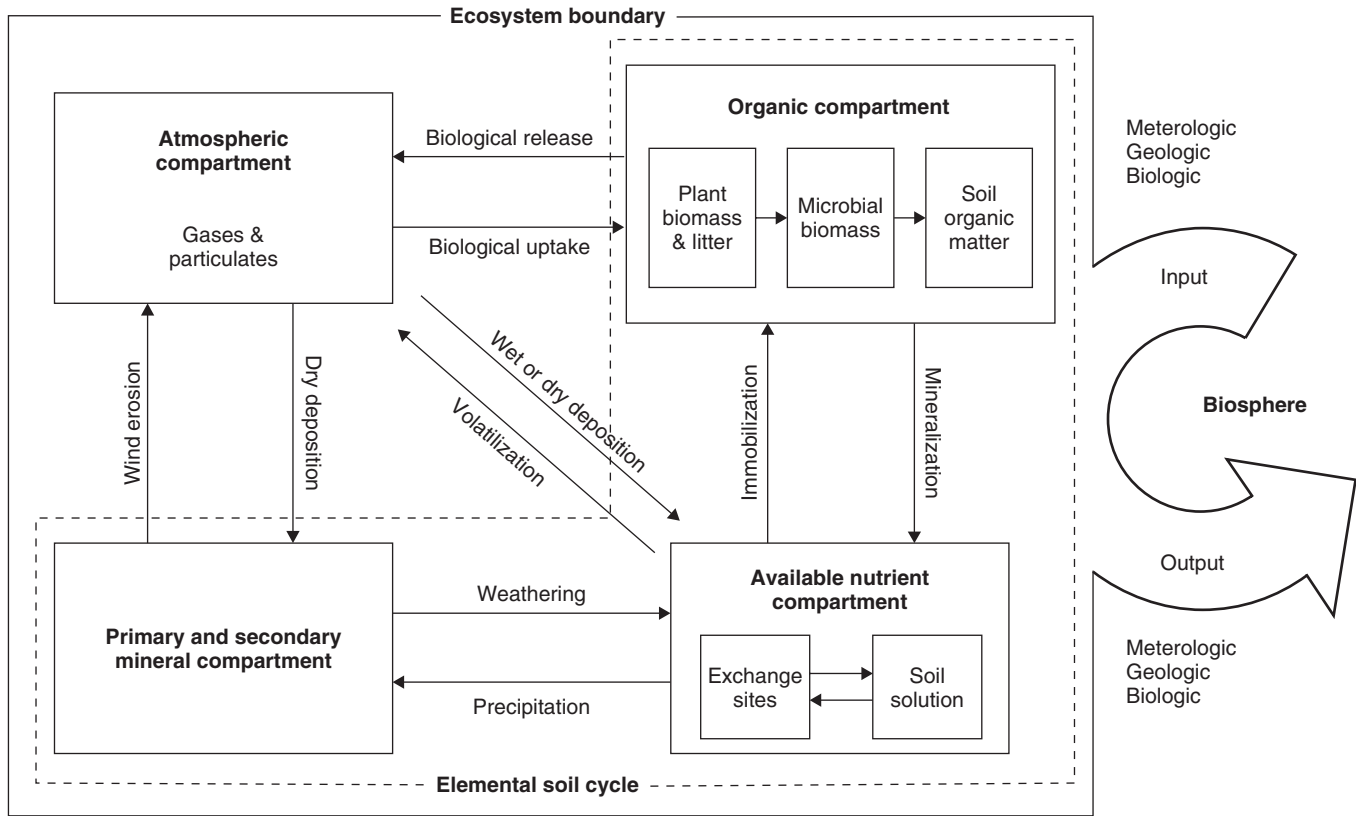 Ecosystem boundary
Atmospheric
compartment
Gases &
particulates
Biological release
Biological uptake
Organic compartment
Plant
biomass
& litter
Microbial
biomass
Soil
organic
matter
Wind erosion
Dry deposition
Wet or dry deposition
Volatilization
Immobilization
Mineralization
Primary and secondary
mineral compartment
Weathering
Precipitation
Available nutrient
compartment
Exchange
sites
Soil
solution
Elemental soil cycle
Meterologic
Geologic
Biologic
Input
Biosphere
Output
Meterologic
Geologic
Biologic